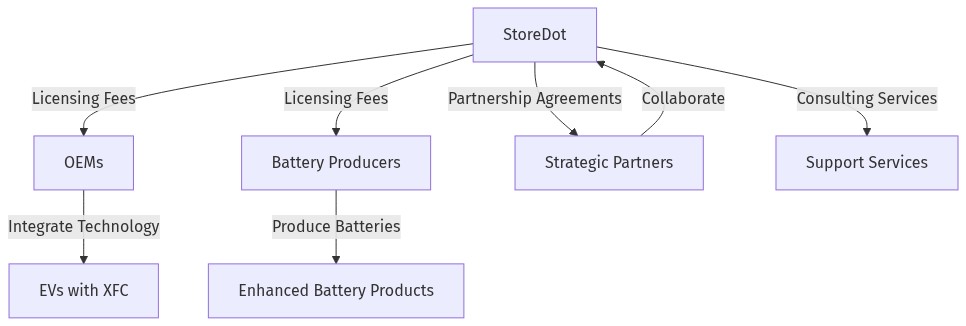 StoreDot
Licensing Fees
Licensing Fees
Partnership Agreements
Collaborate
Consulting Services
OEMs
Battery Producers
Strategic Partners
Support Services
Integrate Technology
Produce Batteries
EVs with XFC
Enhanced Battery Products